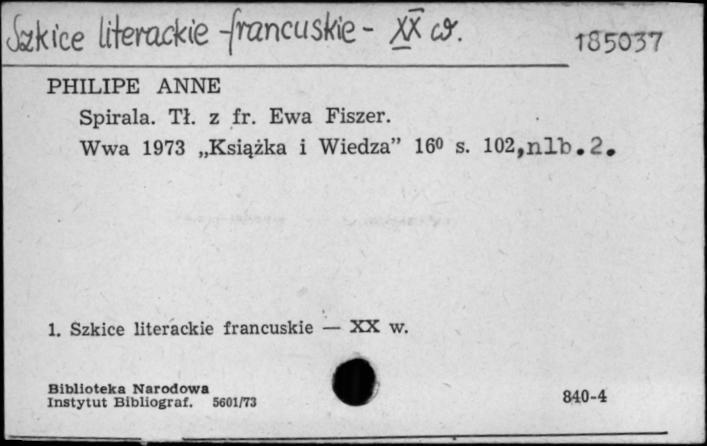 Szkice literackie - francuskie - XX w.
185037
PHILIPE ANNE
Spirala. Tł. z fr. Ewa Fiszer.
Wwa 1973 „Książka i Wiedza” 16⁰ s. 102,nlb.2.
1. Szkice literackie francuskie — XX w.
Biblioteka Narodowa
Instytut Bibliograf. 5601/73
840-4